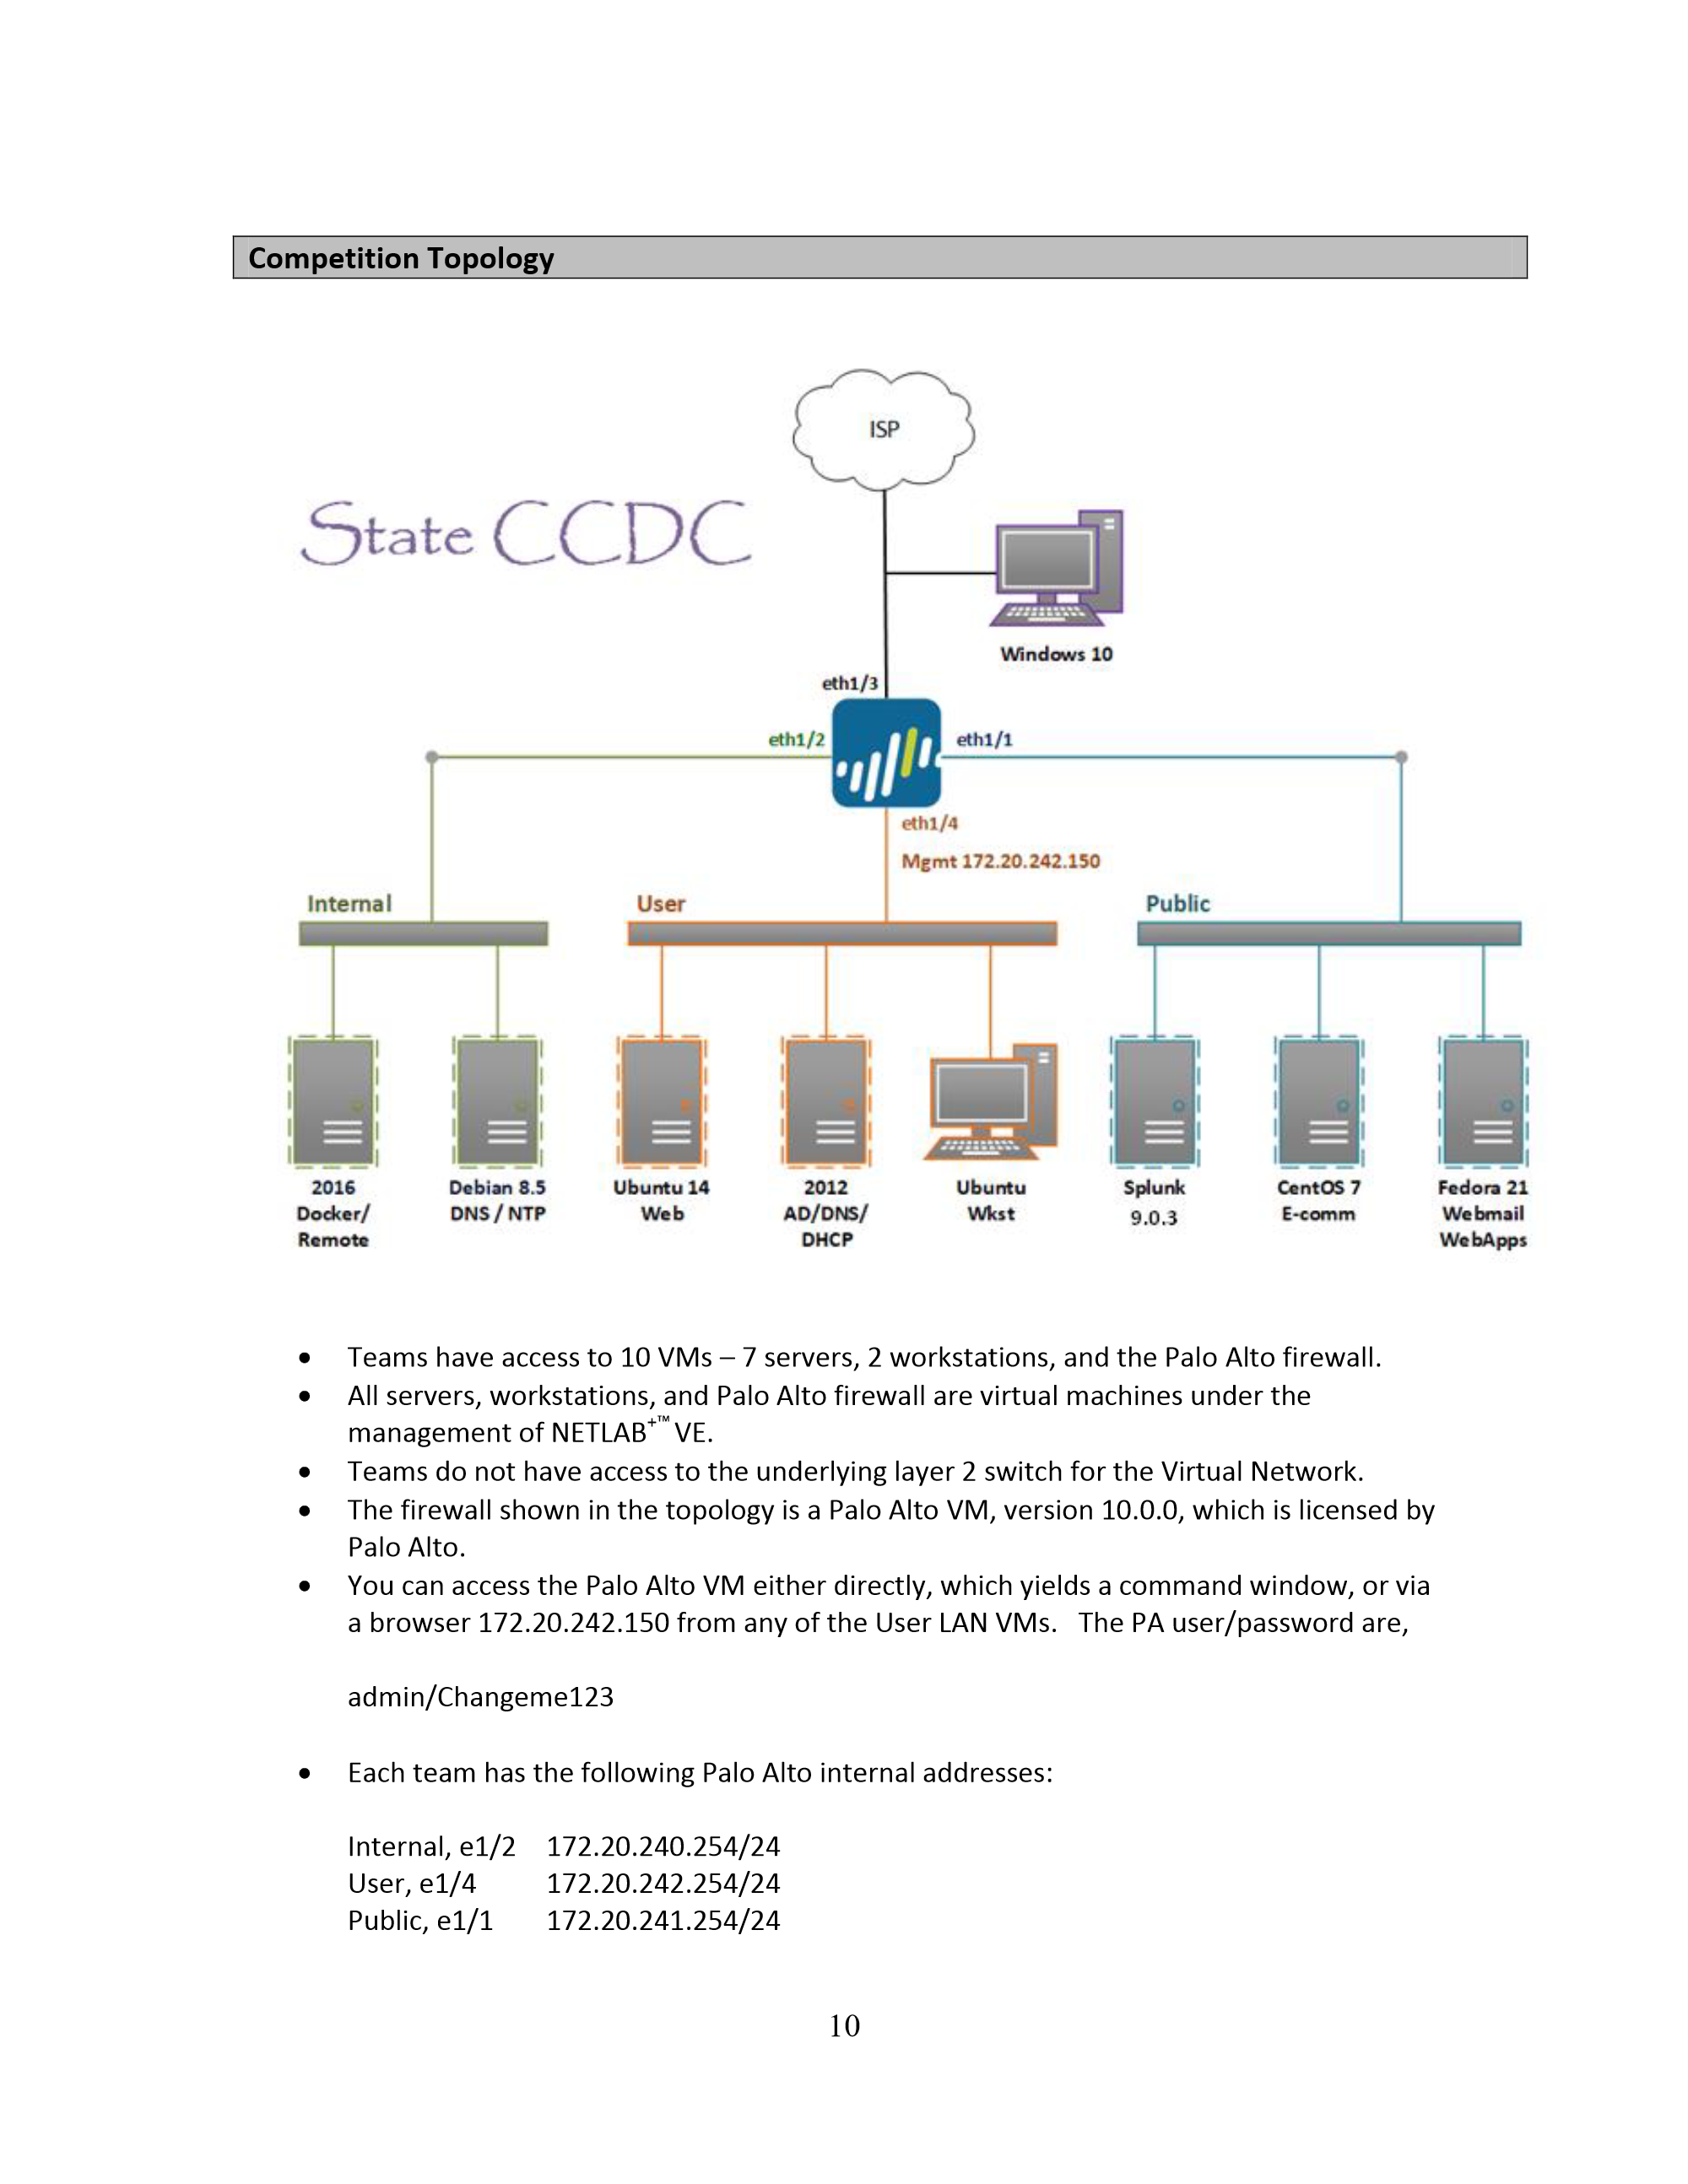 Competition Topology
ISP
State CCDC
Windows 10
eth1/3
eth1/2
eth1/1
eth1/4
Mgmt 172.20.242.150
Internal
User
Public
2016
Docker/
Remote
Debian 8.5
DNS / NTP
Ubuntu 14
Web
2012
AD/DNS/
DHCP
Ubuntu
Wkst
Splunk
9.0.3
CentOS 7
E-comm
Fedora 21
Webmail
WebApps
• Teams have access to 10 VMs – 7 servers, 2 workstations, and the Palo Alto firewall.
• All servers, workstations, and Palo Alto firewall are virtual machines under the
management of NETLAB+™ VE.
• Teams do not have access to the underlying layer 2 switch for the Virtual Network.
• The firewall shown in the topology is a Palo Alto VM, version 10.0.0, which is licensed by
Palo Alto.
• You can access the Palo Alto VM either directly, which yields a command window, or via
a browser 172.20.242.150 from any of the User LAN VMs.   The PA user/password are,
admin/Changeme123
• Each team has the following Palo Alto internal addresses:
Internal, e1/2 172.20.240.254/24
User, e1/4 172.20.242.254/24
Public, e1/1 172.20.241.254/24
10